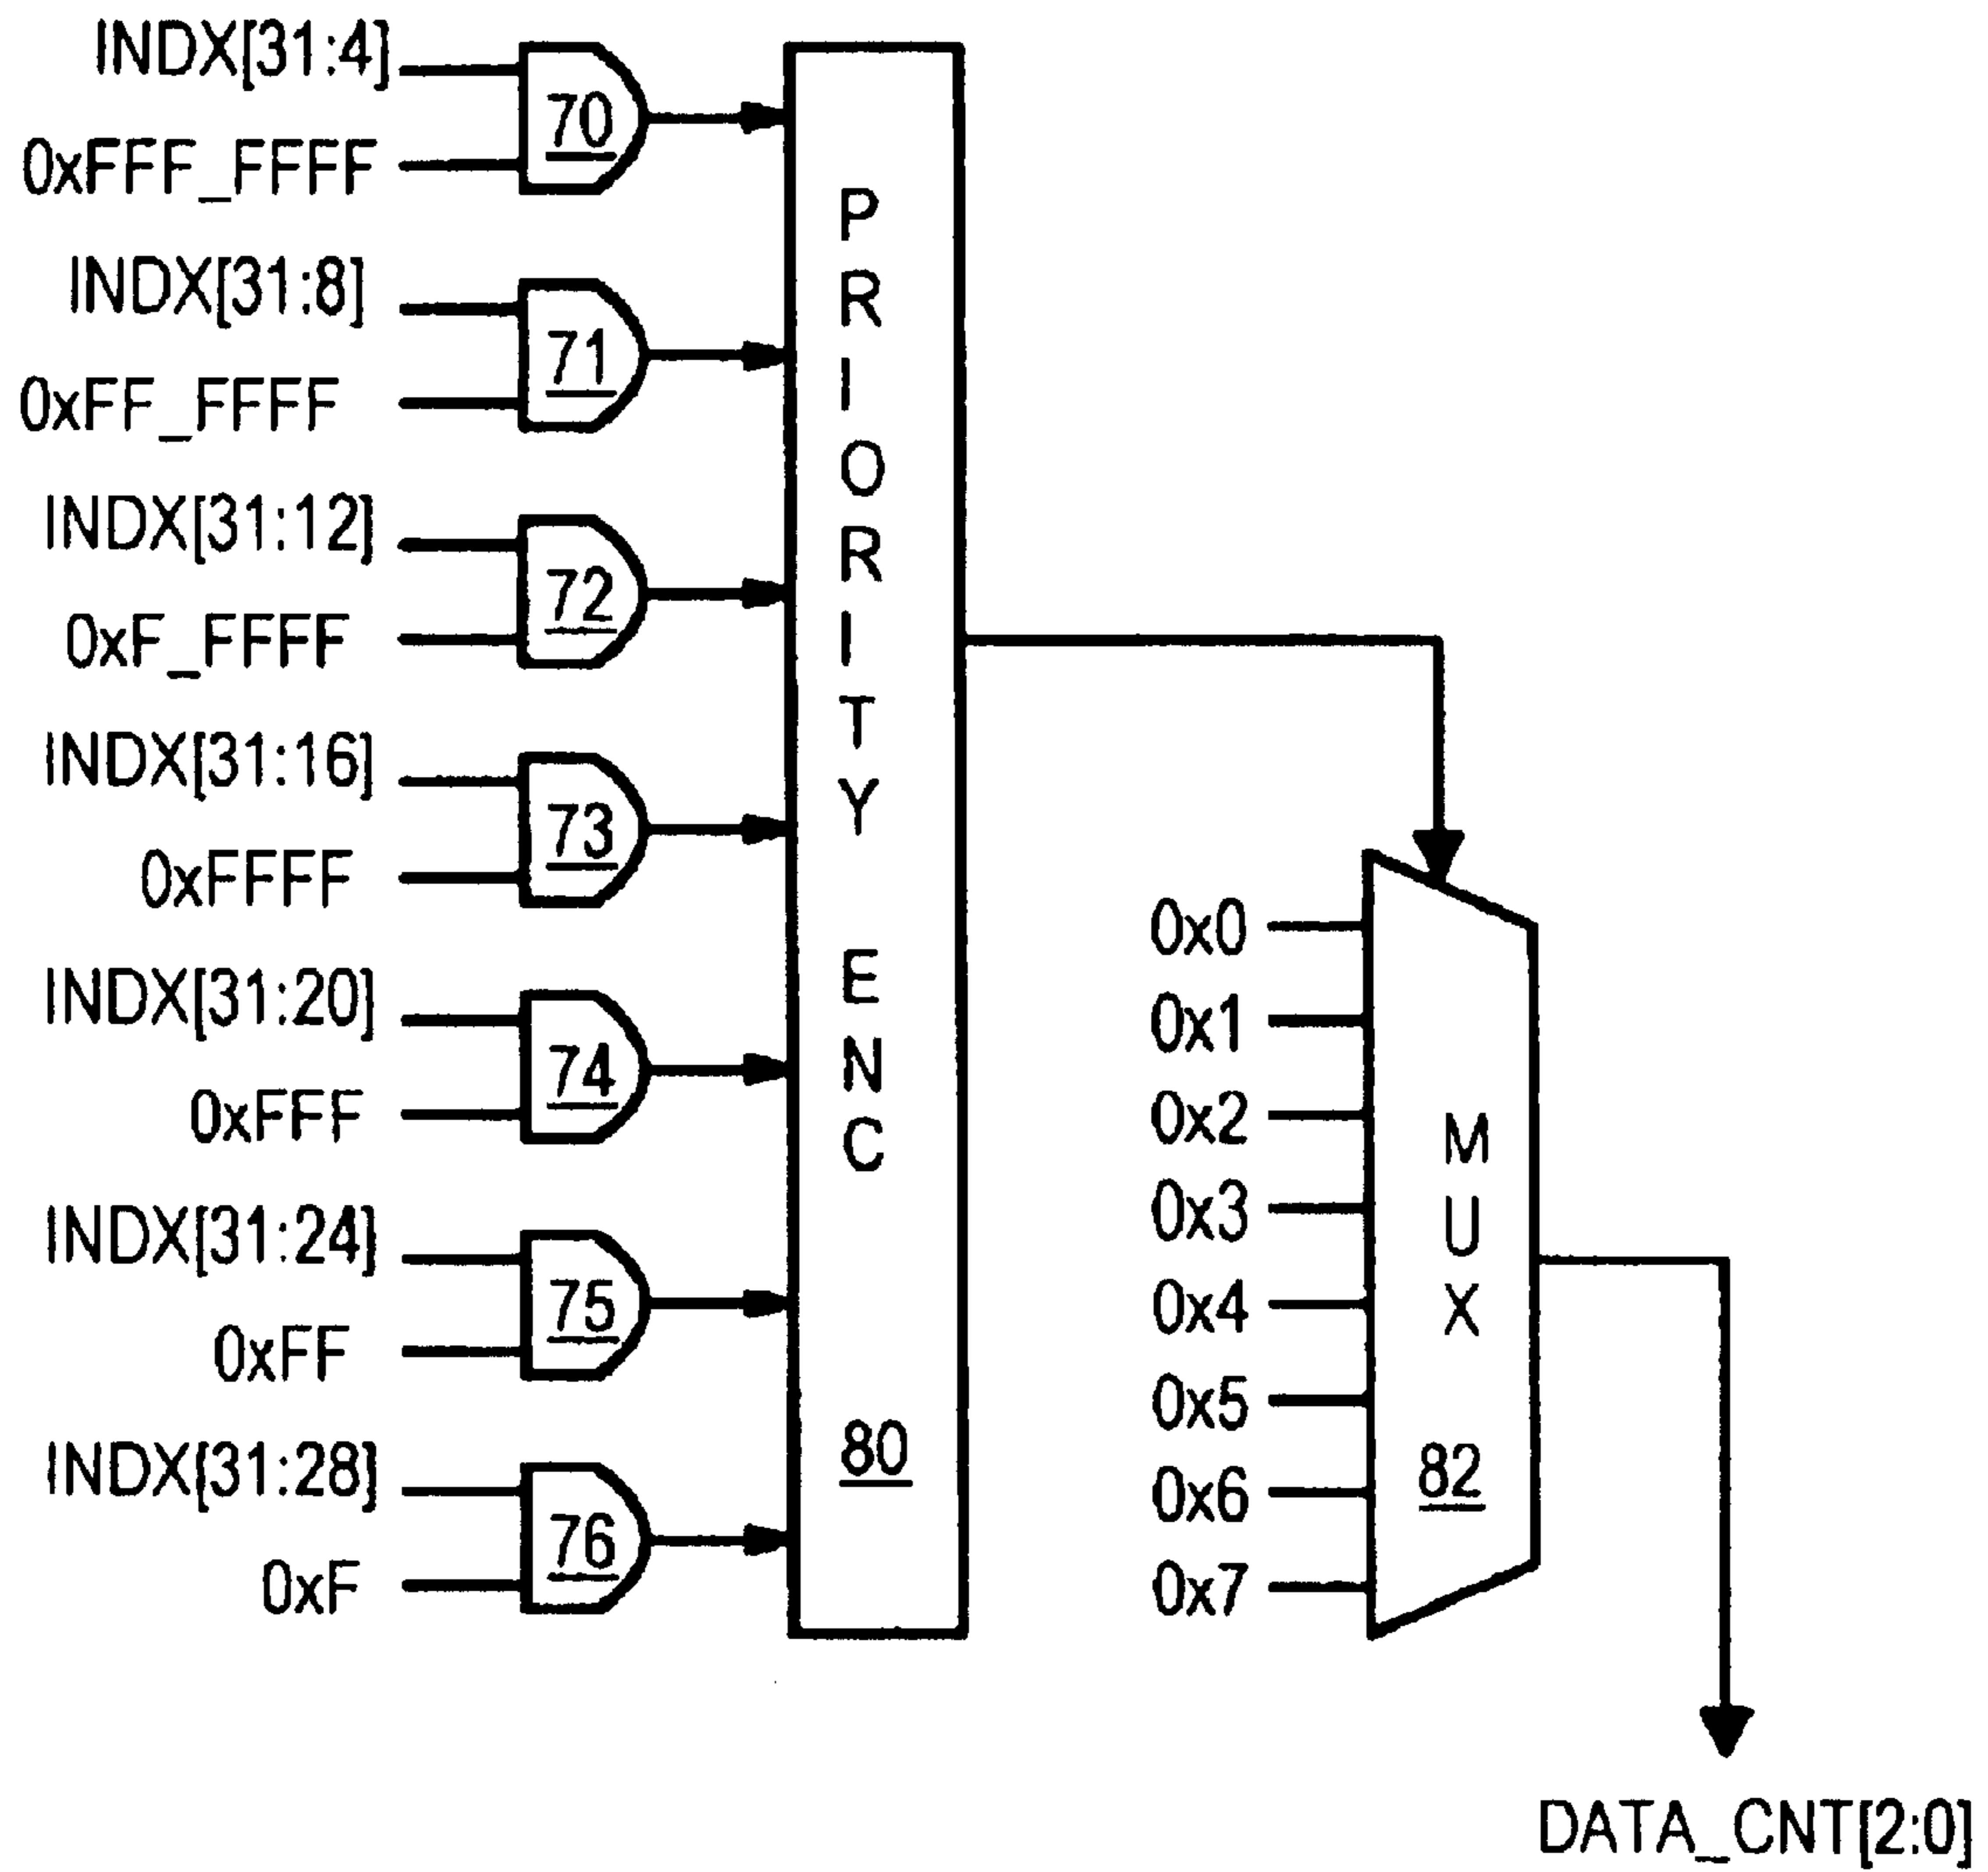 INDX[31:4]
0xFFF_FFFF
70
INDX[31:8]
0xFF_FFFF
71
INDX[31:12]
0xF_FFFF
72
INDX[31:16]
0xFFFF
73
INDX[31:20]
0xFFF
74
INDX[31:24]
0xFF
75
INDX[31:28]
0xF
76
PRIORITY ENC
80
0x0
0x1
0x2
0x3
0x4
0x5
0x6
0x7
MUX
82
DATA_CNT[2:0]